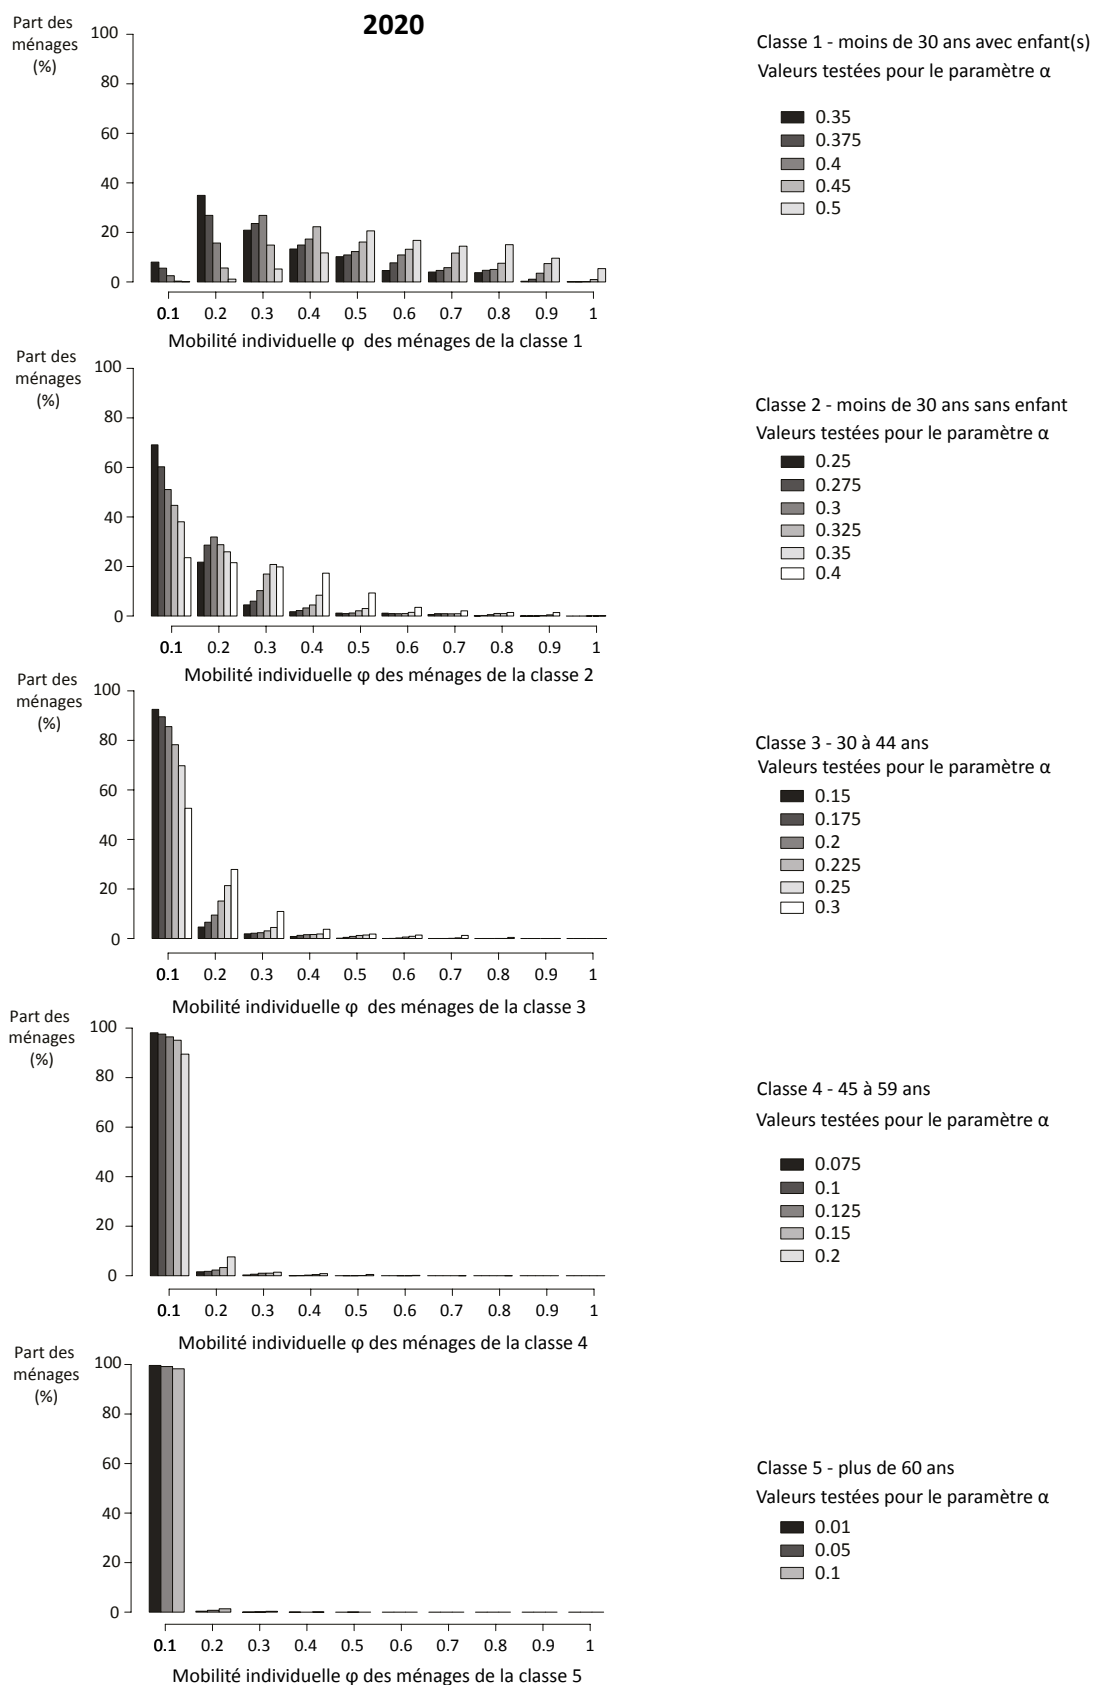 2020
Part des
ménages
(%)
100
80
60
40
20
0
0.1 0.2 0.3 0.4 0.5 0.6 0.7 0.8 0.9 1
Mobilité individuelle φ des ménages de la classe 1
Classe 1 - moins de 30 ans avec enfant(s)
Valeurs testées pour le paramètre α
0.35
0.375
0.4
0.45
0.5
Part des
ménages
(%)
100
80
60
40
20
0
0.1 0.2 0.3 0.4 0.5 0.6 0.7 0.8 0.9 1
Mobilité individuelle φ des ménages de la classe 2
Classe 2 - moins de 30 ans sans enfant
Valeurs testées pour le paramètre α
0.25
0.275
0.3
0.325
0.35
0.4
Part des
ménages
(%)
100
80
60
40
20
0
0.1 0.2 0.3 0.4 0.5 0.6 0.7 0.8 0.9 1
Mobilité individuelle φ des ménages de la classe 3
Classe 3 - 30 à 44 ans
Valeurs testées pour le paramètre α
0.15
0.175
0.2
0.225
0.25
0.3
Part des
ménages
(%)
100
80
60
40
20
0
0.1 0.2 0.3 0.4 0.5 0.6 0.7 0.8 0.9 1
Mobilité individuelle φ des ménages de la classe 4
Classe 4 - 45 à 59 ans
Valeurs testées pour le paramètre α
0.075
0.1
0.125
0.15
0.2
Part des
ménages
(%)
100
80
60
40
20
0
0.1 0.2 0.3 0.4 0.5 0.6 0.7 0.8 0.9 1
Mobilité individuelle φ des ménages de la classe 5
Classe 5 - plus de 60 ans
Valeurs testées pour le paramètre α
0.01
0.05
0.1